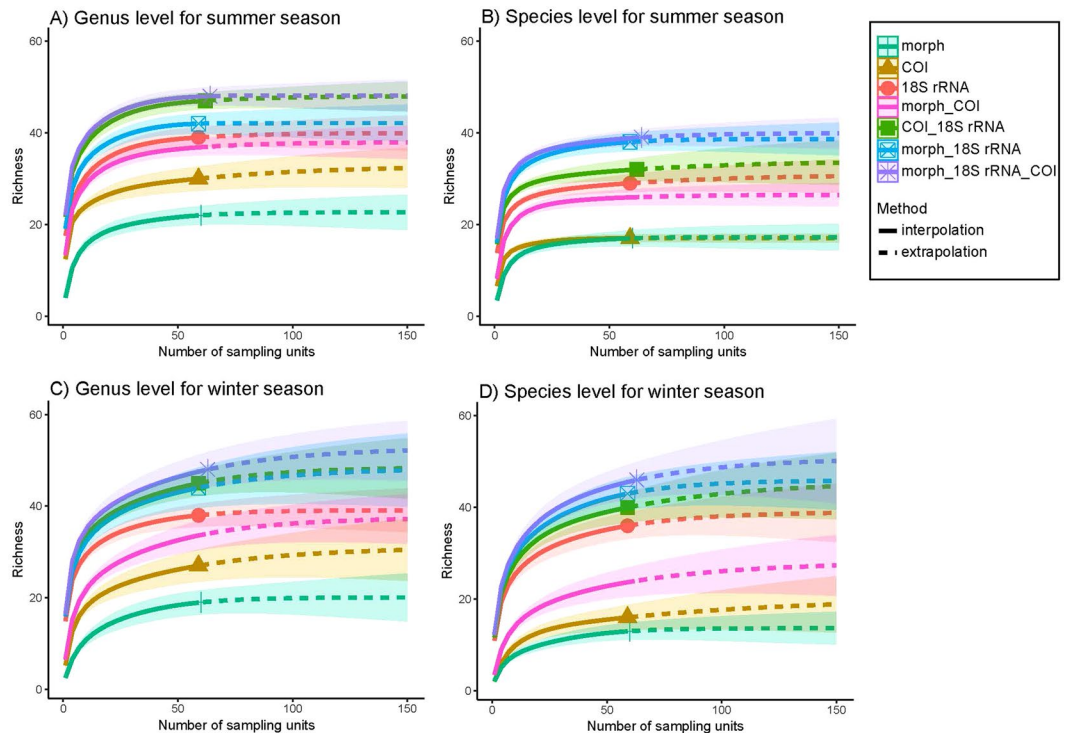 A) Genus level for summer season
60
40
20
0
Richness
0 50 100 150
Number of sampling units
B) Species level for summer season
60
40
20
0
Richness
0 50 100 150
Number of sampling units
morph
COI
18S rRNA
morph_COI
COI_18S rRNA
morph_18S rRNA
morph_18S rRNA_COI
Method
interpolation
extrapolation
C) Genus level for winter season
60
40
20
0
Richness
0 50 100 150
Number of sampling units
D) Species level for winter season
60
40
20
0
Richness
0 50 100 150
Number of sampling units